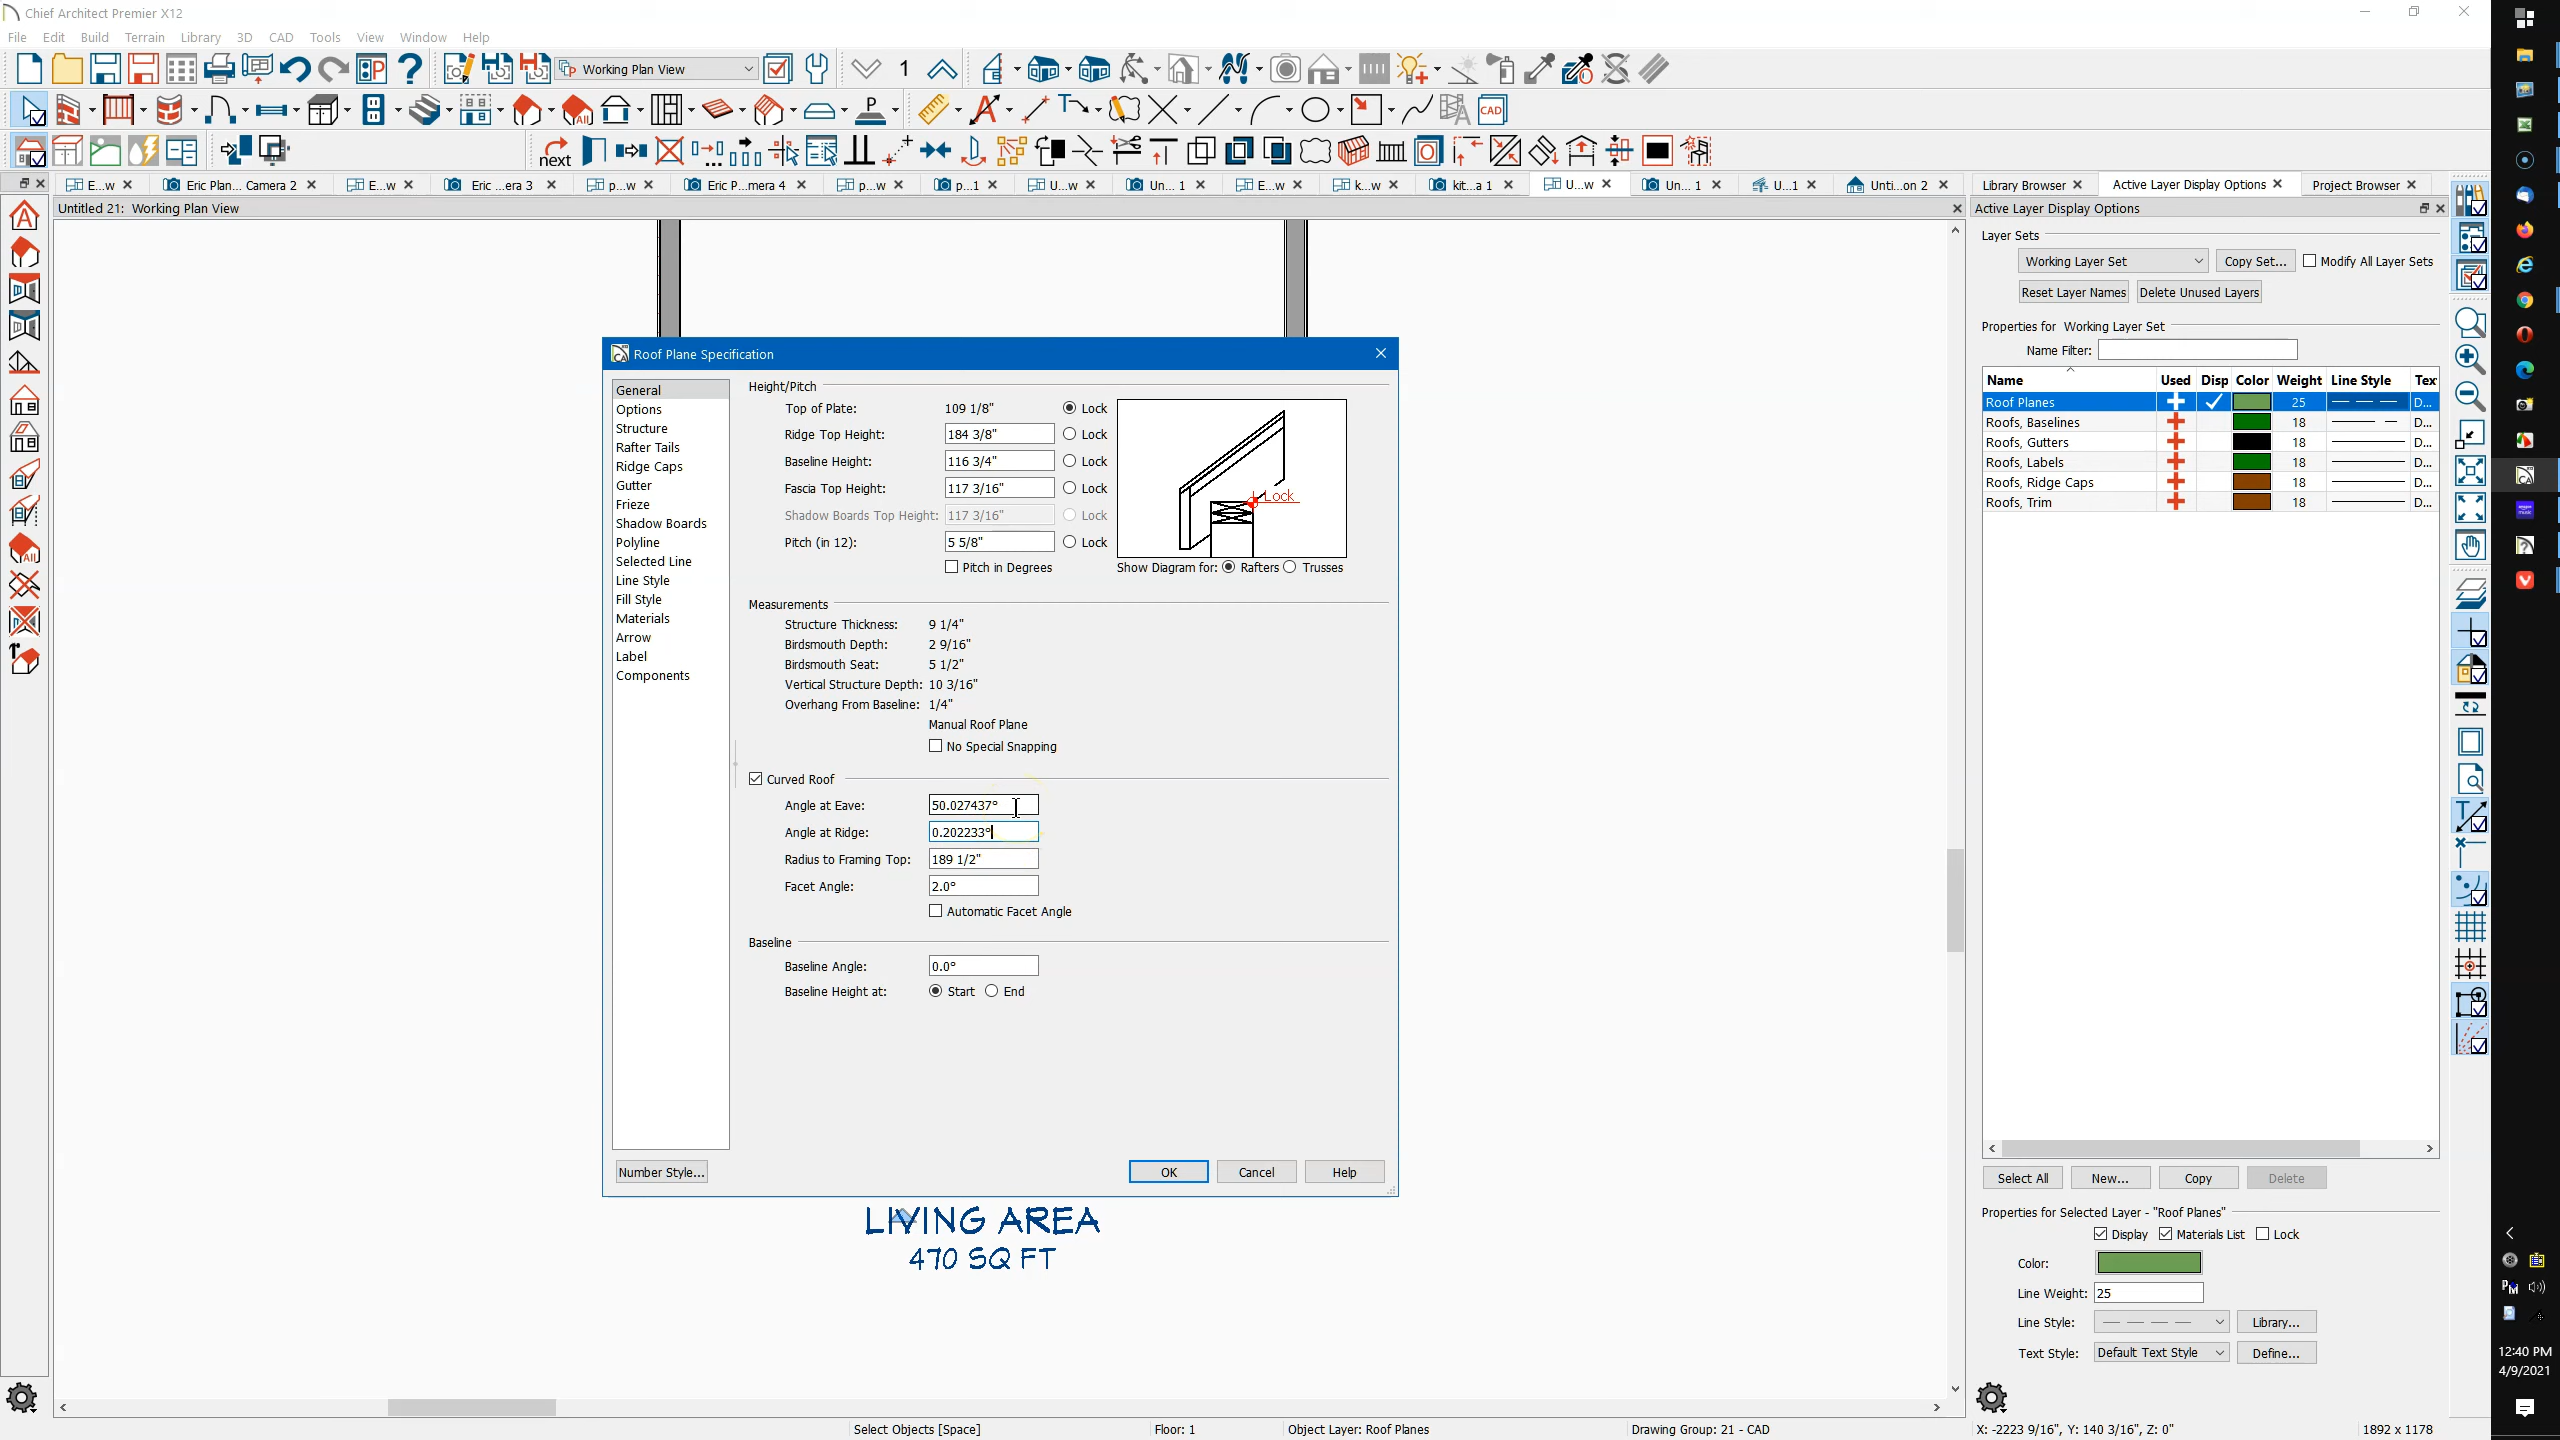 Chief Architect Premier X12
File Edit Build Terrain Library 3D CAD Tools View Window Help
1 Working Plan View
All P A CAD
next
E...w Eric Plan... Camera 2 E...w Eric ...era 3 p...w Eric P...mera 4 p...w p...1 U...w Un... 1 E...w k...w kit...a 1 U...w Un... 1 U...1 Unti...on 2 Library Browser Active Layer Display Options Project Browser
Untitled 21: Working Plan View
Active Layer Display Options
Layer Sets
Working Layer Set Copy Set... Modify All Layer Sets
Reset Layer Names Delete Unused Layers
Properties for Working Layer Set
Name Filter:
Name Used Disp Color Weight Line Style Tex
Roof Planes 25 D...
Roofs, Baselines 18 D...
Roofs, Gutters 18 D...
Roofs, Labels 18 D...
Roofs, Ridge Caps 18 D...
Roofs, Trim 18 D...
Select All New... Copy Delete
Properties for Selected Layer - "Roof Planes"
Display Materials List Lock
Color:
Line Weight: 25
Line Style: Library...
Text Style: Default Text Style Define...
Roof Plane Specification
General
Options
Structure
Rafter Tails
Ridge Caps
Gutter
Frieze
Shadow Boards
Polyline
Selected Line
Line Style
Fill Style
Materials
Arrow
Label
Components
Height/Pitch
Top of Plate: 109 1/8" Lock
Ridge Top Height: 184 3/8" Lock
Baseline Height: 116 3/4" Lock
Fascia Top Height: 117 3/16" Lock
Shadow Boards Top Height: 117 3/16" Lock
Pitch (in 12): 5 5/8" Lock
Pitch in Degrees
Lock
Show Diagram for: Rafters Trusses
Measurements
Structure Thickness: 9 1/4"
Birdsmouth Depth: 2 9/16"
Birdsmouth Seat: 5 1/2"
Vertical Structure Depth: 10 3/16"
Overhang From Baseline: 1/4"
Manual Roof Plane
No Special Snapping
Curved Roof
Angle at Eave: 50.027437°
Angle at Ridge: 0.202233°
Radius to Framing Top: 189 1/2"
Facet Angle: 2.0°
Automatic Facet Angle
Baseline
Baseline Angle: 0.0°
Baseline Height at: Start End
Number Style... OK Cancel Help
LIVING AREA
470 SQ FT
Select Objects [Space] Floor: 1 Object Layer: Roof Planes Drawing Group: 21 - CAD X: -2223 9/16", Y: 140 3/16", Z: 0" 1892 x 1178
12:40 PM
4/9/2021